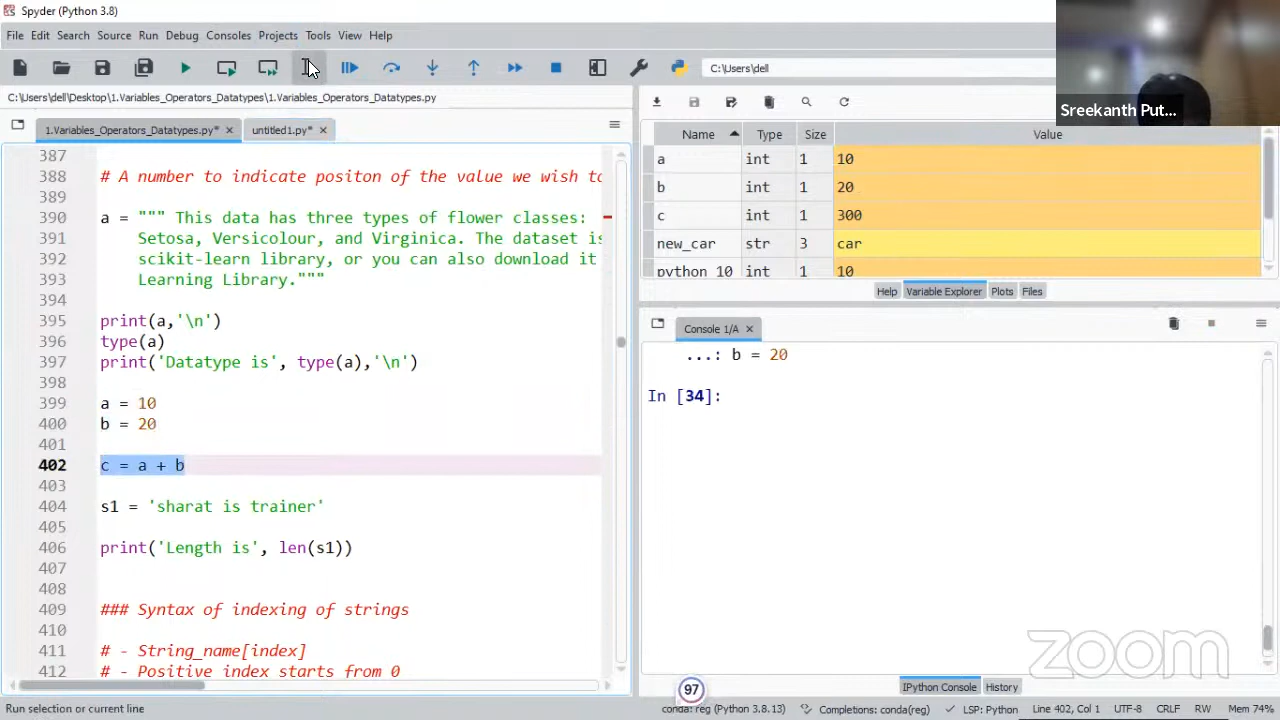 Spyder (Python 3.8)
File Edit Search Source Run Debug Consoles Projects Tools View Help
C:\Users\dell
C:\Users\dell\Desktop\1.Variables_Operators_Datatypes\1.Variables_Operators_Datatypes.py
1.Variables_Operators_Datatypes.py*
untitled1.py*
387
388 # A number to indicate positon of the value we wish to
389
390 a = """ This data has three types of flower classes:
391 Setosa, Versicolour, and Virginica. The dataset is
392 scikit-learn library, or you can also download it
393 Learning Library."""
394
395 print(a,'\n')
396 type(a)
397 print('Datatype is', type(a),'\n')
398
399 a = 10
400 b = 20
401
402 c = a + b
403
404 s1 = 'sharat is trainer'
405
406 print('Length is', len(s1))
407
408
409 ### Syntax of indexing of strings
410
411 # - String_name[index]
412 # - Positive index starts from 0
Name Type Size Value
a int 1 10
b int 1 20
c int 1 300
new_car str 3 car
python_10 int 1 10
Help Variable Explorer Plots Files
Console 1/A
...: b = 20
In [34]:
IPython Console History
Sreekanth Put...
zoom
97
Run selection or current line
conda: reg (Python 3.8.13) Completions: conda(reg) LSP: Python Line 402, Col 1 UTF-8 CRLF RW Mem 74%